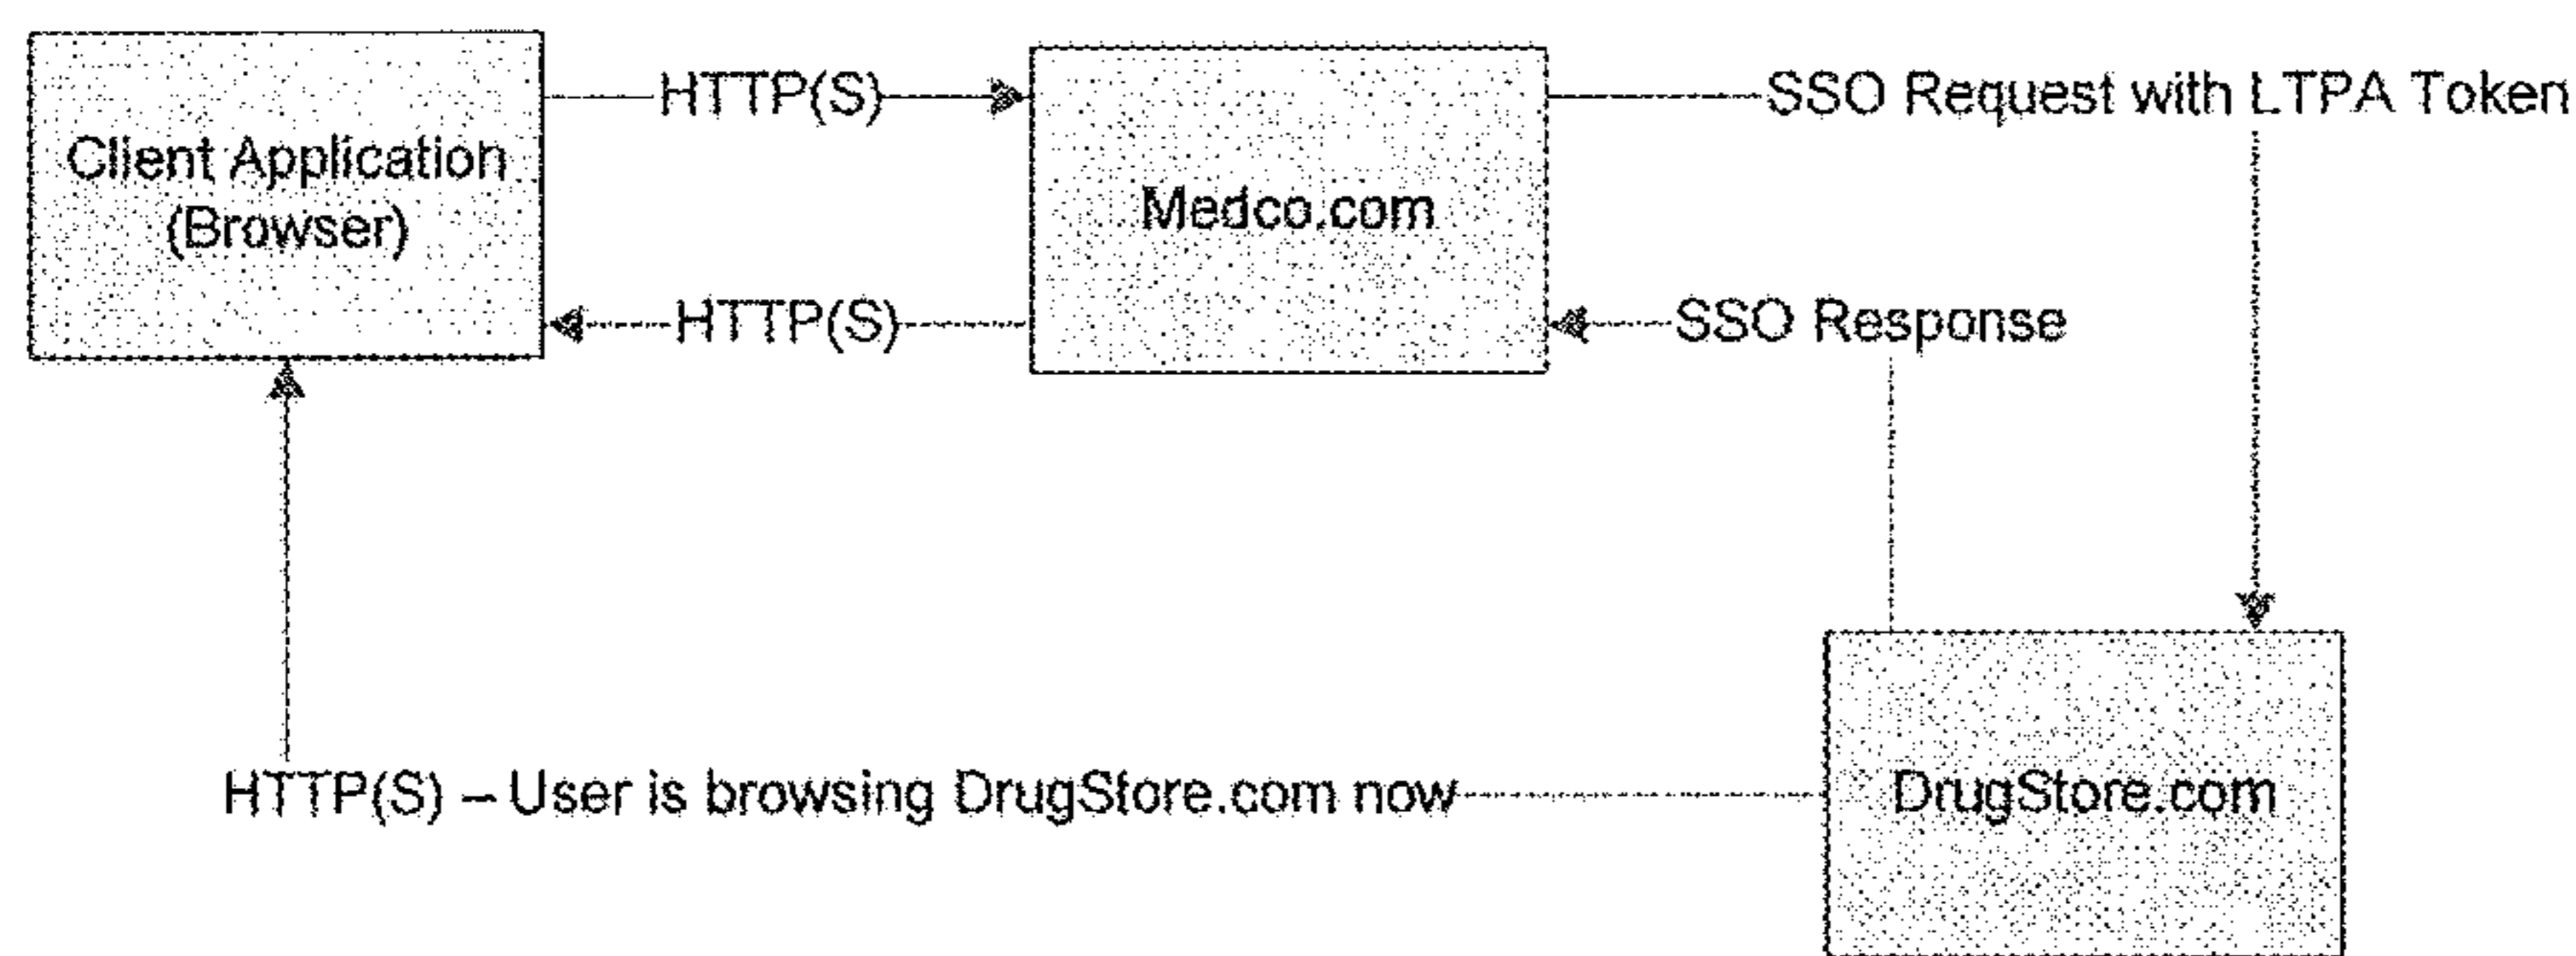 HTTP(S)
SSO Request with LTPA Token
Client Application
(Browser)
Medco.com
HTTP(S)
SSO Response
HTTP(S) – User is browsing DrugStore.com now
DrugStore.com